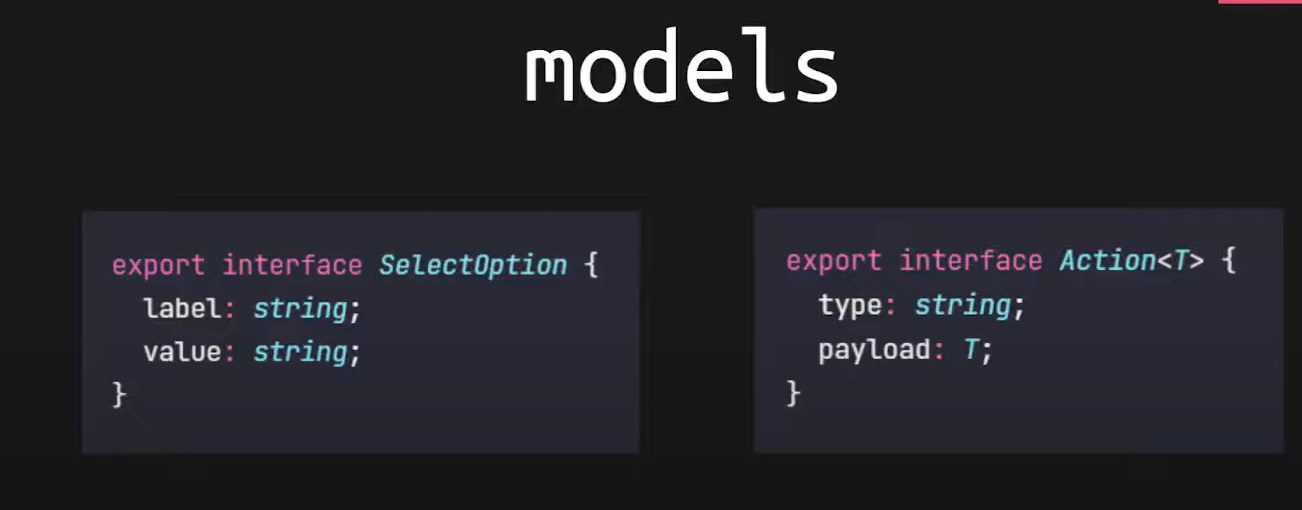 models
export interface SelectOption {
  label: string;
  value: string;
}
export interface Action<T> {
  type: string;
  payload: T;
}